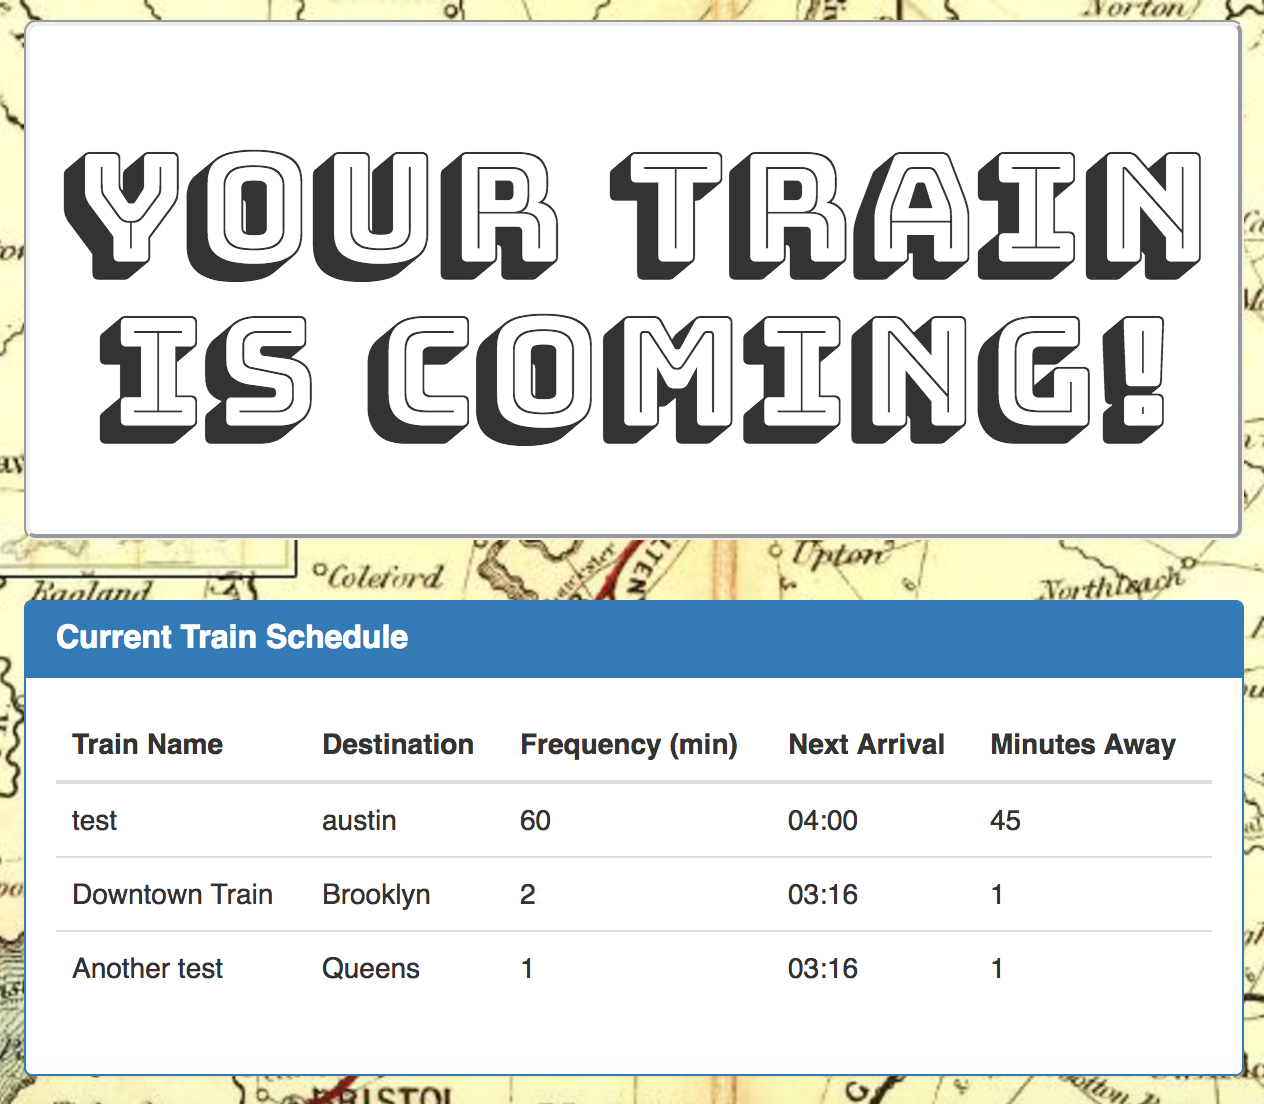 Norton
YOUR TRAIN
IS COMING!
Coleford
Upton
Northleach
Ragland
Current Train Schedule
Train Name Destination Frequency (min) Next Arrival Minutes Away
test austin 60 04:00 45
Downtown Train Brooklyn 2 03:16 1
Another test Queens 1 03:16 1
BRISTOL